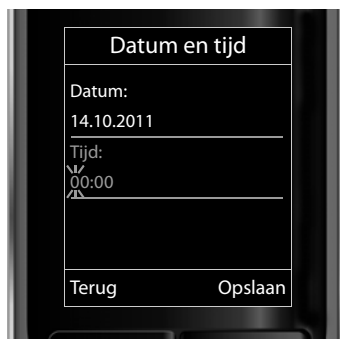 Datum en tijd
Datum:
14.10.2011
Tijd:
00:00
Terug Opslaan